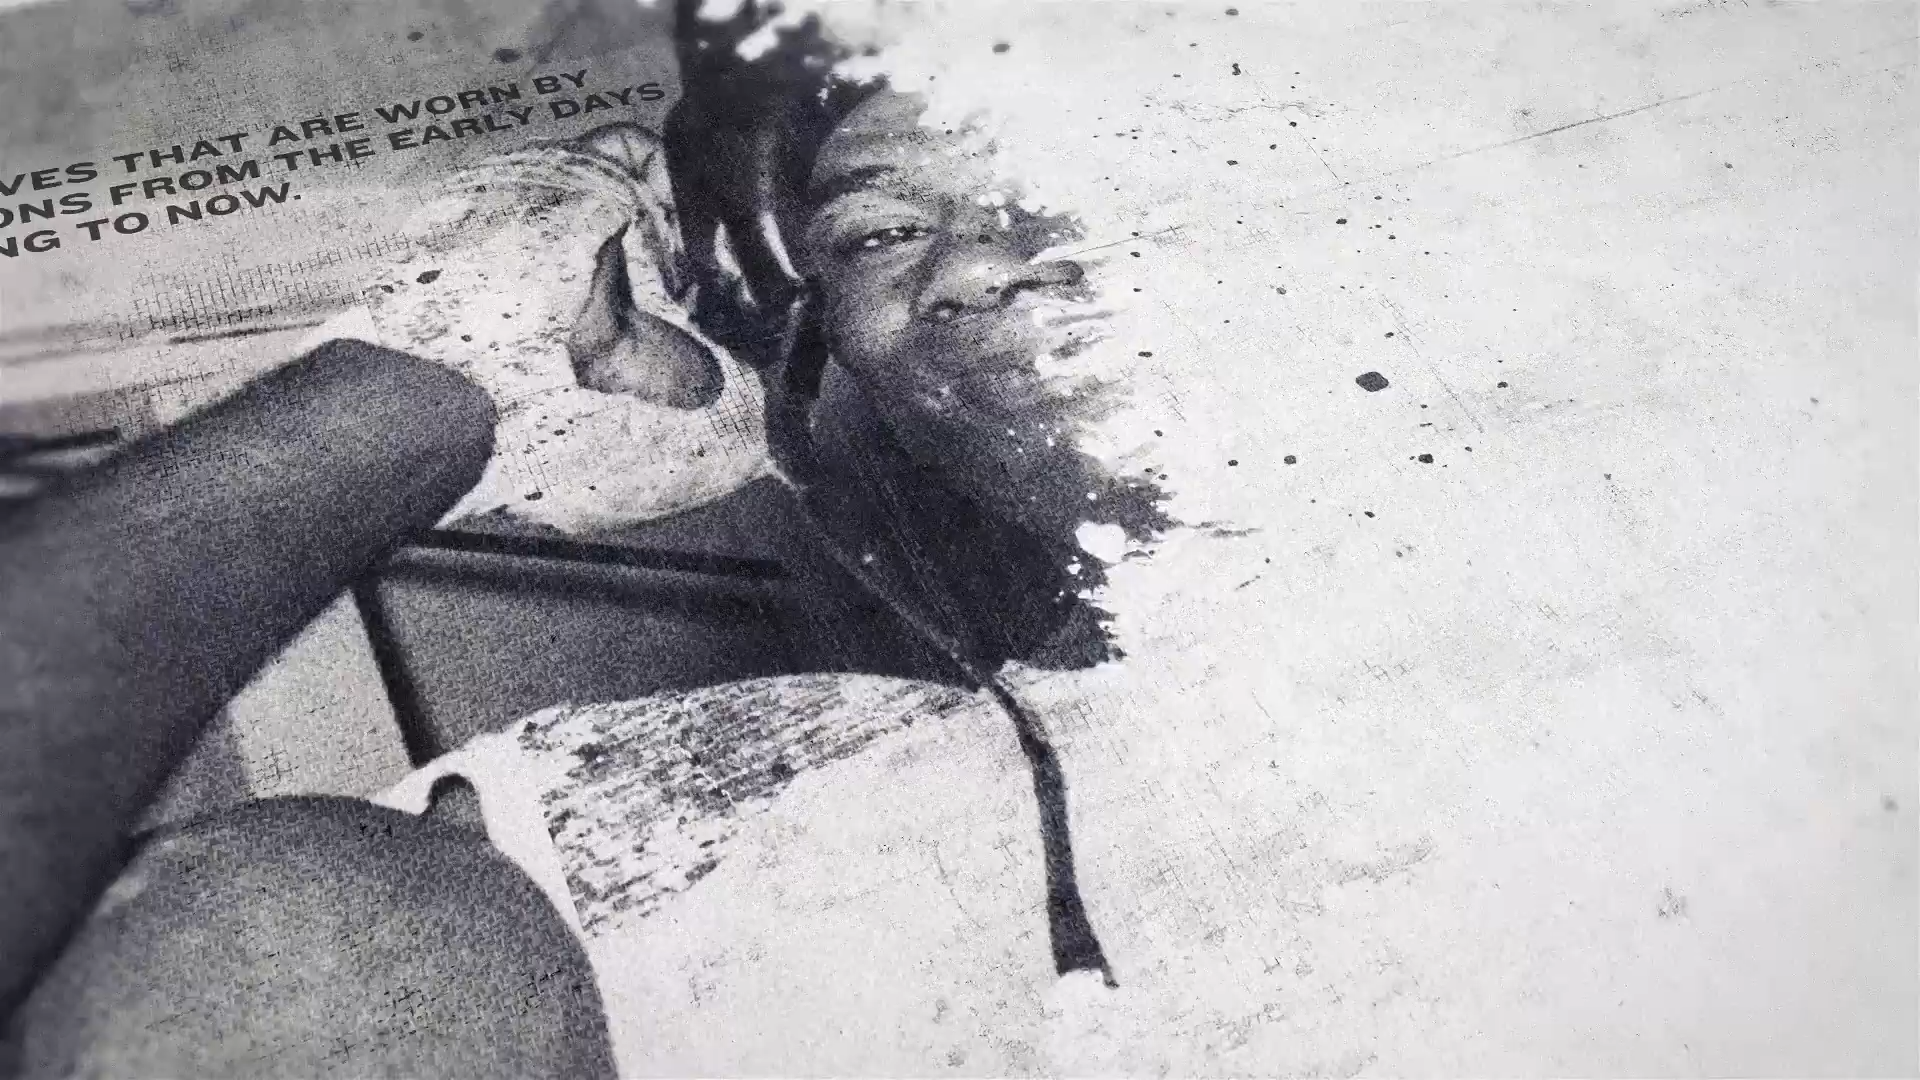 VES THAT ARE WORN BY
ONS FROM THE EARLY DAYS
NG TO NOW.